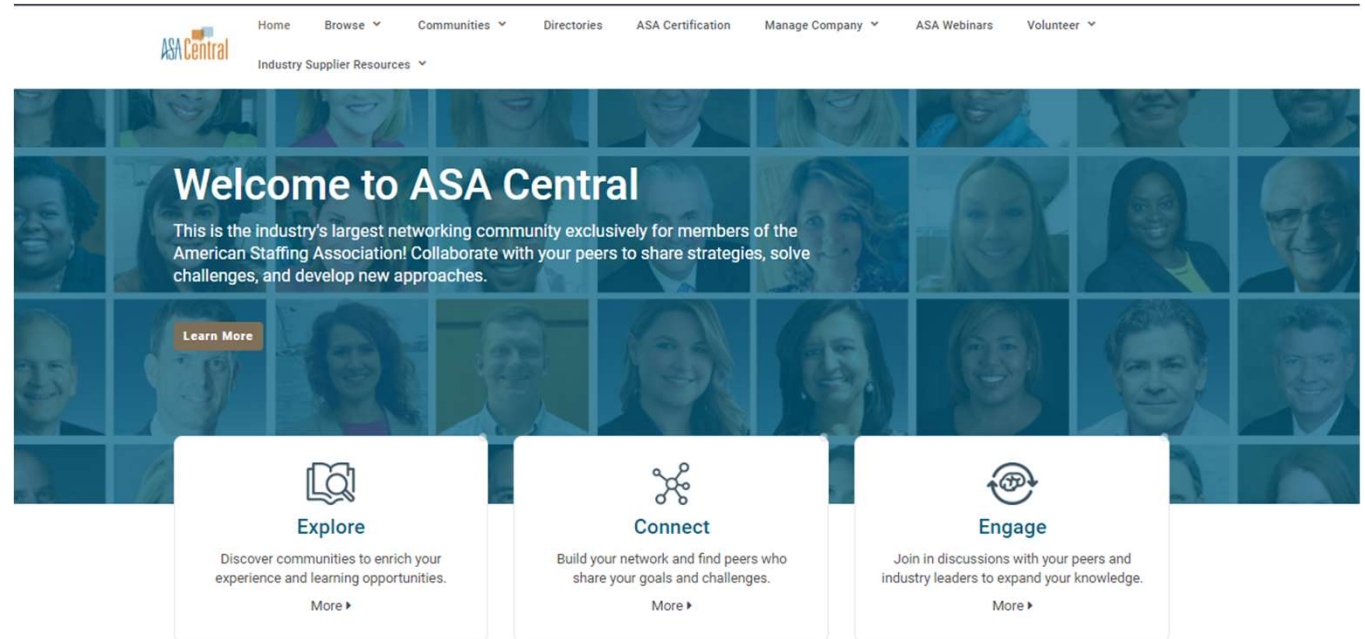 ASA Central
Home Browse Communities Directories ASA Certification Manage Company ASA Webinars Volunteer
Industry Supplier Resources
Welcome to ASA Central
This is the industry's largest networking community exclusively for members of the
American Staffing Association! Collaborate with your peers to share strategies, solve
challenges, and develop new approaches.
Learn More
Explore
Discover communities to enrich your
experience and learning opportunities.
More
Connect
Build your network and find peers who
share your goals and challenges.
More
Engage
Join in discussions with your peers and
industry leaders to expand your knowledge.
More